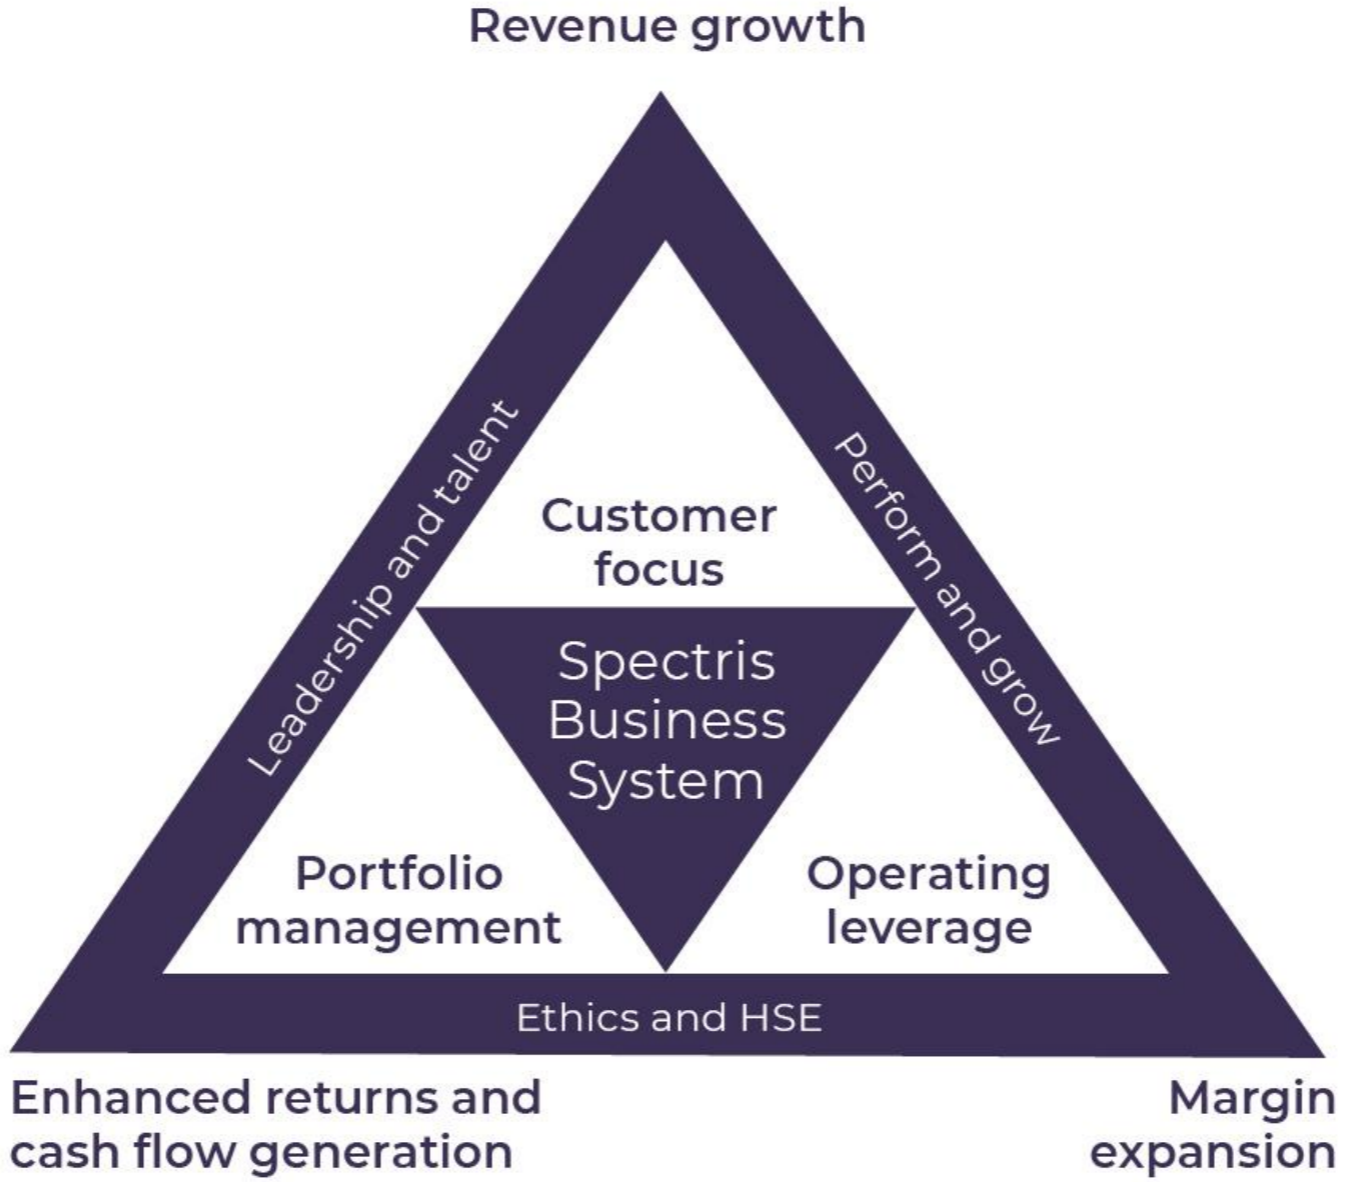 Revenue growth
Leadership and talent
Perform and grow
Customer
focus
Spectris
Business
System
Portfolio
management
Operating
leverage
Ethics and HSE
Enhanced returns and
cash flow generation
Margin
expansion